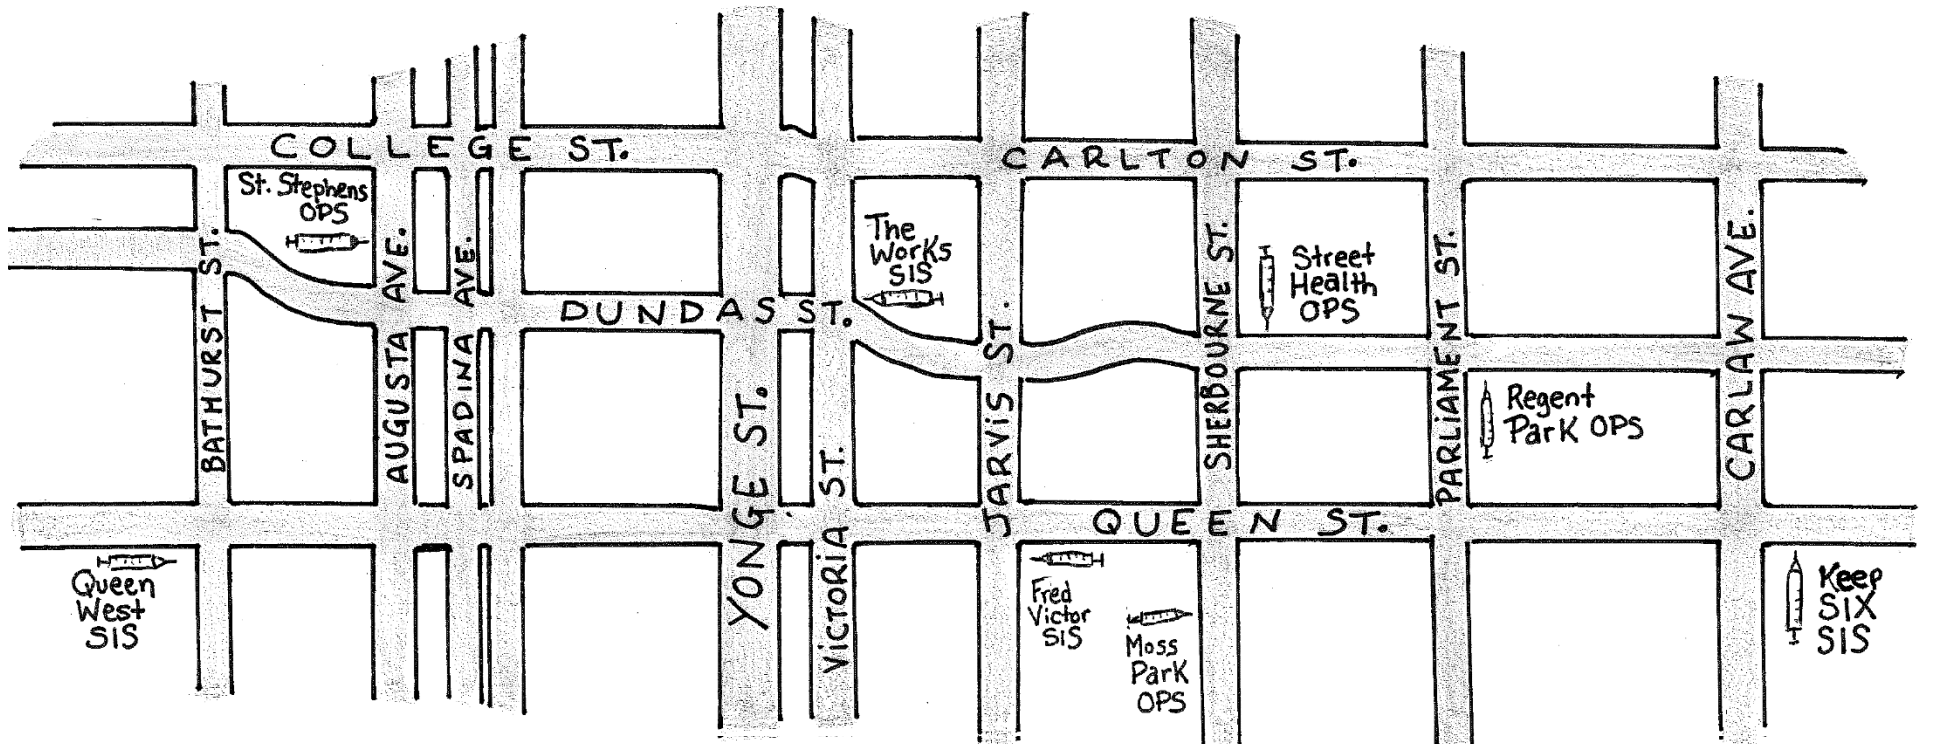 COLLEGE ST.
CARLTON ST.
St. Stephens
OPS
The
Works
SIS
Street
Health
OPS
DUNDAS ST.
BATHURST ST.
AUGUSTA AVE.
SPADINA AVE.
YONGE ST.
VICTORIA ST.
JARVIS ST.
SHERBOURNE ST.
PARLIAMENT ST.
CARLAW AVE.
Regent
Park OPS
QUEEN ST.
Queen
West
SIS
Fred
Victor
SIS
Moss
Park
OPS
Keep
SIX
SIS